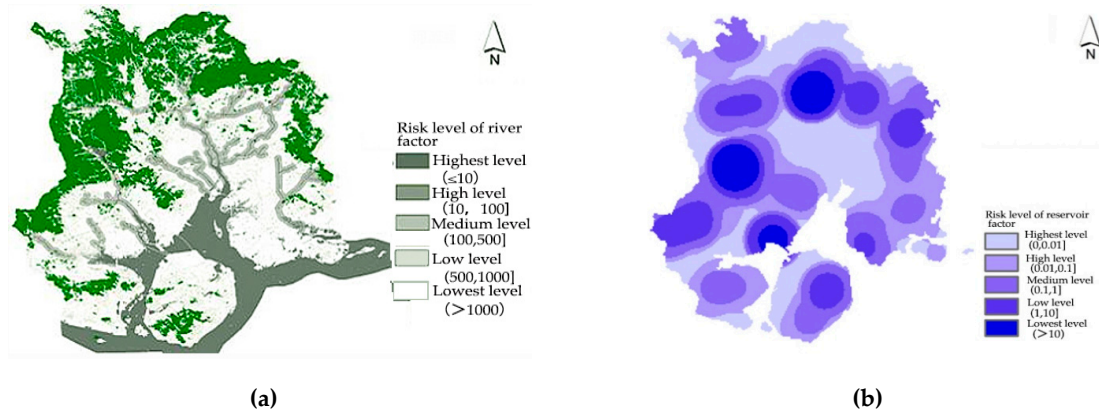 N
Risk level of river
factor
Highest level
(≤10)
High level
(10, 100]
Medium level
(100,500]
Low level
(500,1000]
Lowest level
(>1000)
(a)
N
Risk level of reservoir
factor
Highest level
(0,0.01]
High level
(0.01,0.1]
Medium level
(0.1,1]
Low level
(1,10]
Lowest level
(>10)
(b)